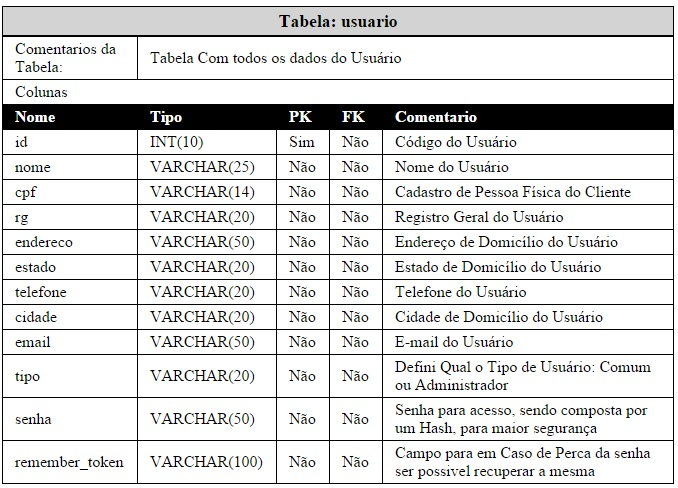 Tabela: usuario
Comentarios da Tabela: Tabela Com todos os dados do Usuário
Colunas
Nome Tipo PK FK Comentario
id INT(10) Sim Não Código do Usuário
nome VARCHAR(25) Não Não Nome do Usuário
cpf VARCHAR(14) Não Não Cadastro de Pessoa Física do Cliente
rg VARCHAR(20) Não Não Registro Geral do Usuário
endereco VARCHAR(50) Não Não Endereço de Domicílio do Usuário
estado VARCHAR(20) Não Não Estado de Domicílio do Usuário
telefone VARCHAR(20) Não Não Telefone do Usuário
cidade VARCHAR(20) Não Não Cidade de Domicílio do Usuário
email VARCHAR(50) Não Não E-mail do Usuário
tipo VARCHAR(20) Não Não Defini Qual o Tipo de Usuário: Comum ou Administrador
senha VARCHAR(50) Não Não Senha para acesso, sendo composta por um Hash, para maior segurança
remember_token VARCHAR(100) Não Não Campo para em Caso de Perca da senha ser possivel recuperar a mesma